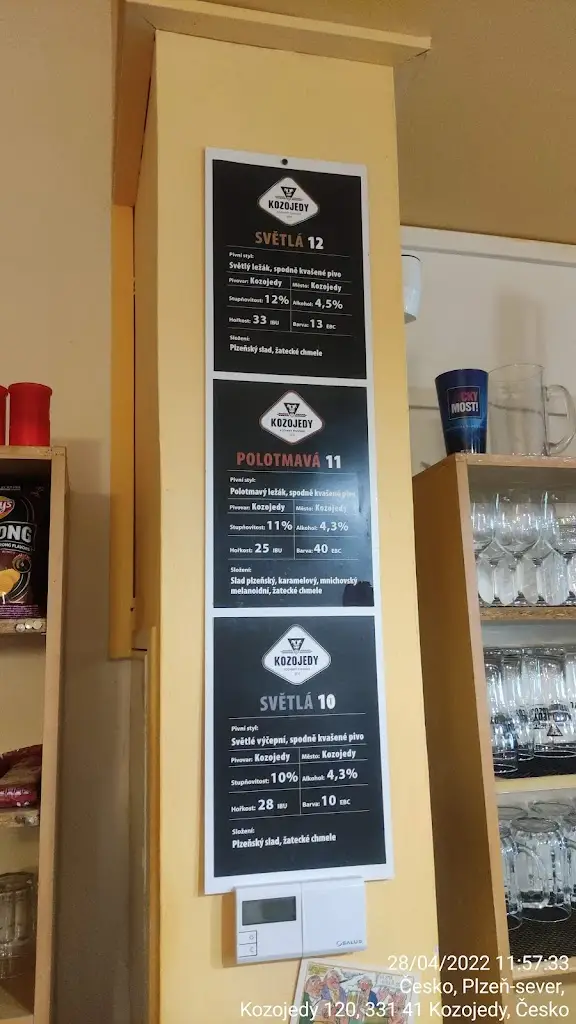 KOZOJEDY
SVĚTLÁ 12
Pivní styl:
Světlý ležák, spodně kvašené pivo
Pivovar: Kozojedy Město: Kozojedy
Stupňovitost: 12% Alkohol: 4,5%
Hořkost: 33 IBU Barva: 13 EBC
Složení:
Plzeňský slad, žatecké chmele
KOZOJEDY
POLOTMAVÁ 11
Pivní styl:
Polotmavý ležák, spodně kvašené pivo
Pivovar: Kozojedy Město: Kozojedy
Stupňovitost: 11% Alkohol: 4,3%
Hořkost: 25 IBU Barva: 40 EBC
Složení:
Slad plzeňský, karamelový, mnichovský
melanoidní, žatecké chmele
KOZOJEDY
SVĚTLÁ 10
Pivní styl:
Světlé výčepní, spodně kvašené pivo
Pivovar: Kozojedy Město: Kozojedy
Stupňovitost: 10% Alkohol: 4,3%
Hořkost: 28 IBU Barva: 10 EBC
Složení:
Plzeňský slad, žatecké chmele
SALUS
MOST!
28/04/2022 11:57:33
Česko, Plzeň-sever,
Kozojedy 120, 331 41 Kozojedy, Česko